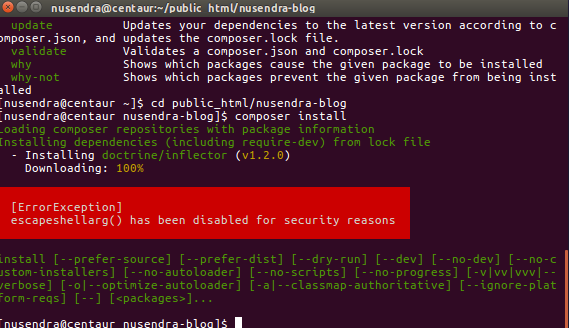 nusendra@centaur:~/public_html/nusendra-blog
update Updates your dependencies to the latest version according to c
omposer.json, and updates the composer.lock file.
validate Validates a composer.json and composer.lock
why Shows which packages cause the given package to be installed
why-not Shows which packages prevent the given package from being inst
alled
[nusendra@centaur ~]$ cd public_html/nusendra-blog
[nusendra@centaur nusendra-blog]$ composer install
Loading composer repositories with package information
Installing dependencies (including require-dev) from lock file
- Installing doctrine/inflector (v1.2.0)
Downloading: 100%
[ErrorException]
escapeshellarg() has been disabled for security reasons
install [--prefer-source] [--prefer-dist] [--dry-run] [--dev] [--no-dev] [--no-c
ustom-installers] [--no-autoloader] [--no-scripts] [--no-progress] [-v|vv|vvv|--
verbose] [-o|--optimize-autoloader] [-a|--classmap-authoritative] [--ignore-plat
form-reqs] [--] [<packages>]...
[nusendra@centaur nusendra-blog]$